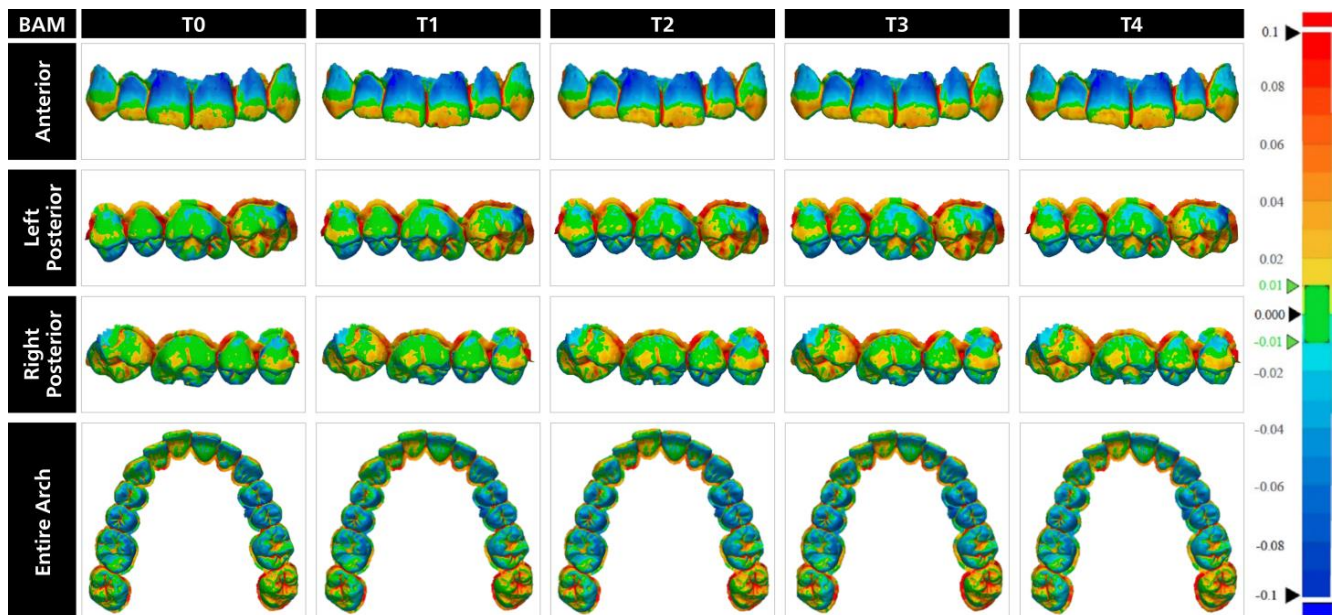 BAM T0 T1 T2 T3 T4
Anterior
Left
Posterior
Right
Posterior
Entire Arch
0.1
0.08
0.06
0.04
0.02
0.01
0.000
-0.01
-0.02
-0.04
-0.06
-0.08
-0.1